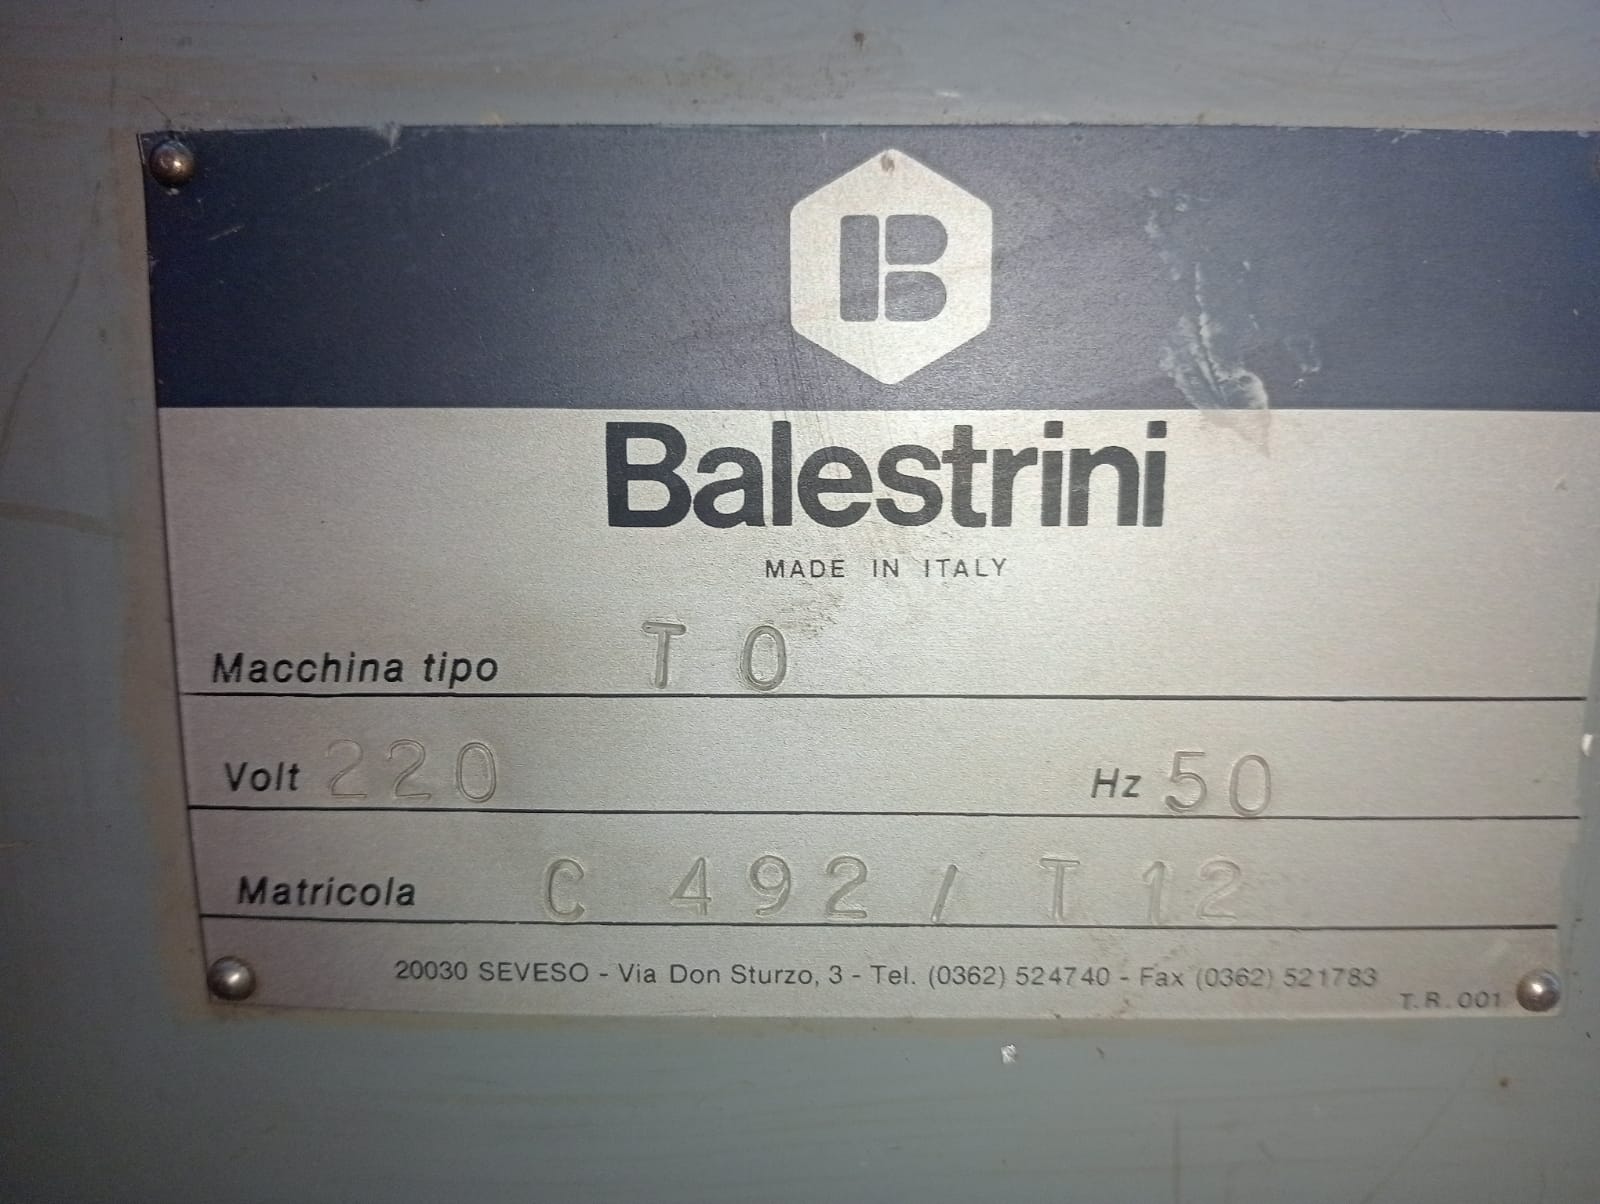 B
Balestrini
MADE IN ITALY
Macchina tipo T O
Volt 220 Hz 50
Matricola C 492 / T 12
20030 SEVESO - Via Don Sturzo, 3 - Tel. (0362) 524740 - Fax (0362) 521783
T.R.001